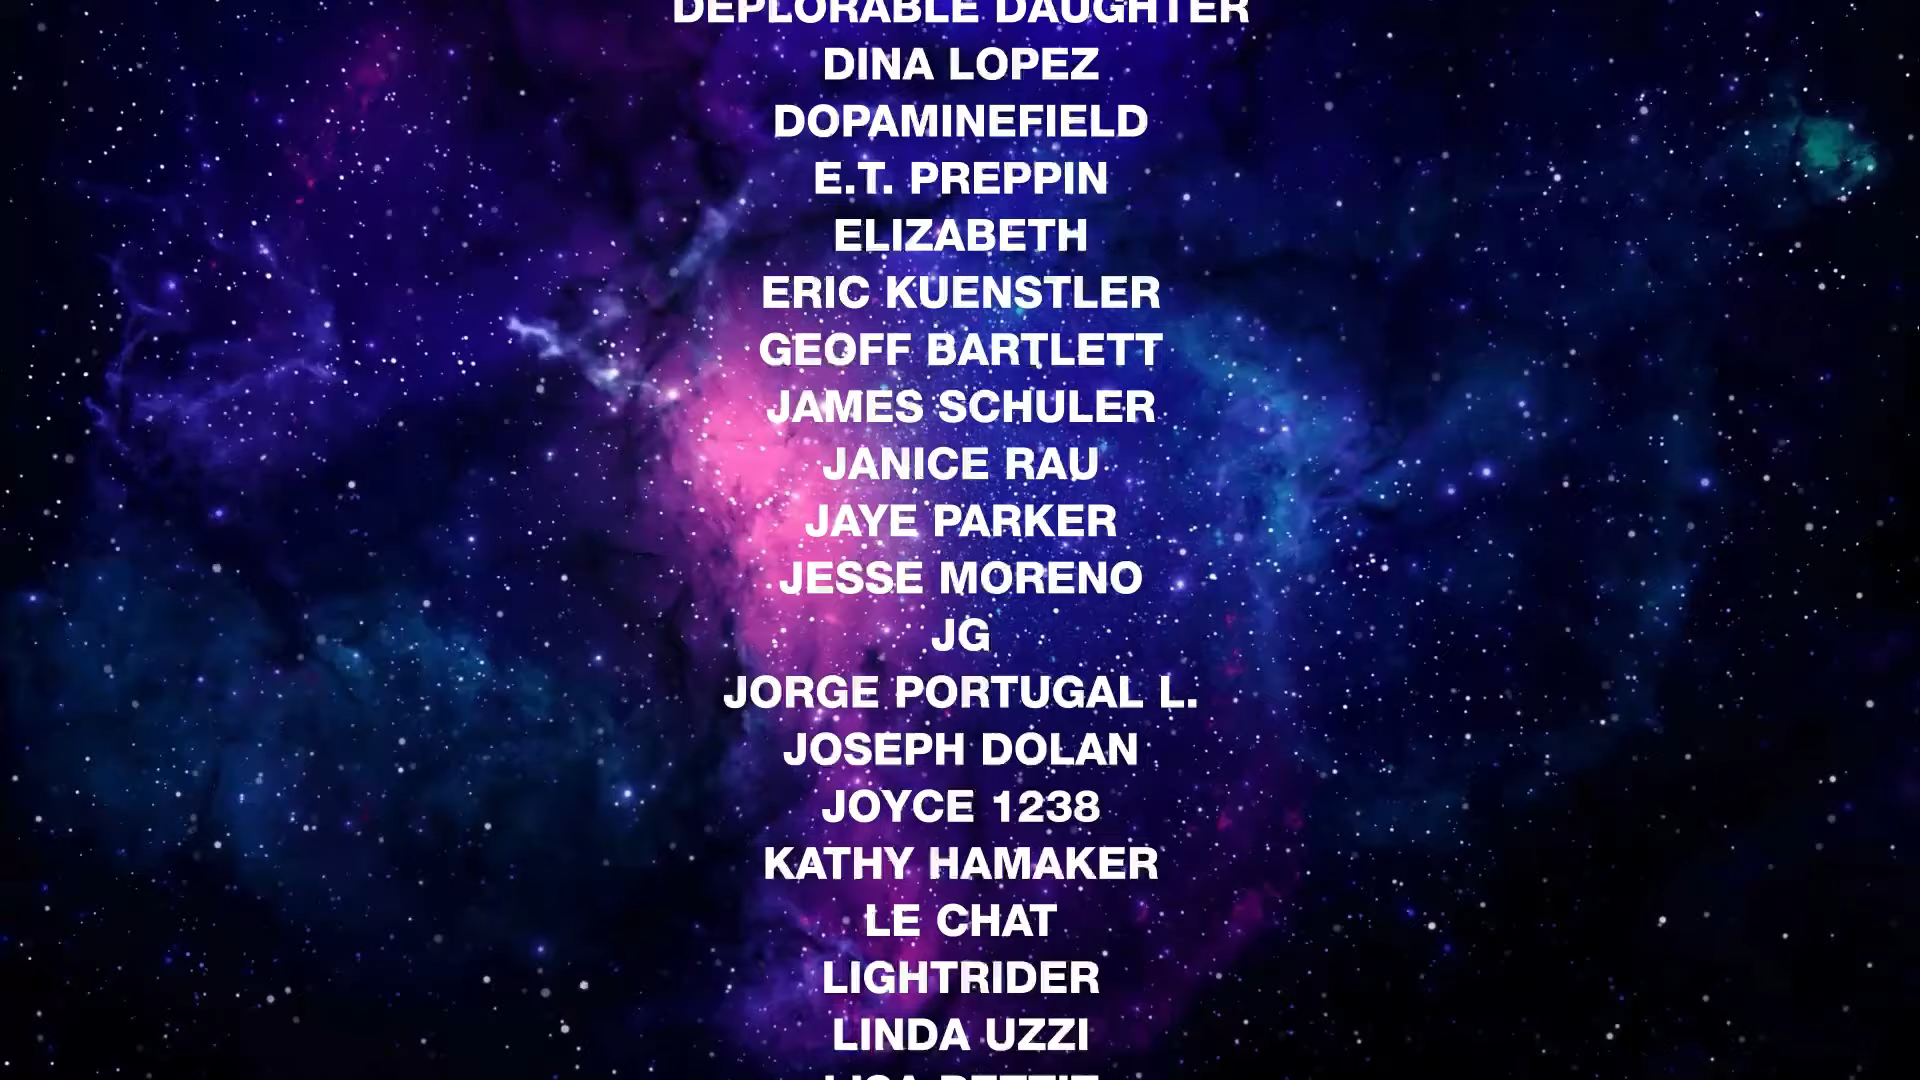 DEPLORABLE DAUGHTER
DINA LOPEZ
DOPAMINEFIELD
E.T. PREPPIN
ELIZABETH
ERIC KUENSTLER
GEOFF BARTLETT
JAMES SCHULER
JANICE RAU
JAYE PARKER
JESSE MORENO
JG
JORGE PORTUGAL L.
JOSEPH DOLAN
JOYCE 1238
KATHY HAMAKER
LE CHAT
LIGHTRIDER
LINDA UZZI